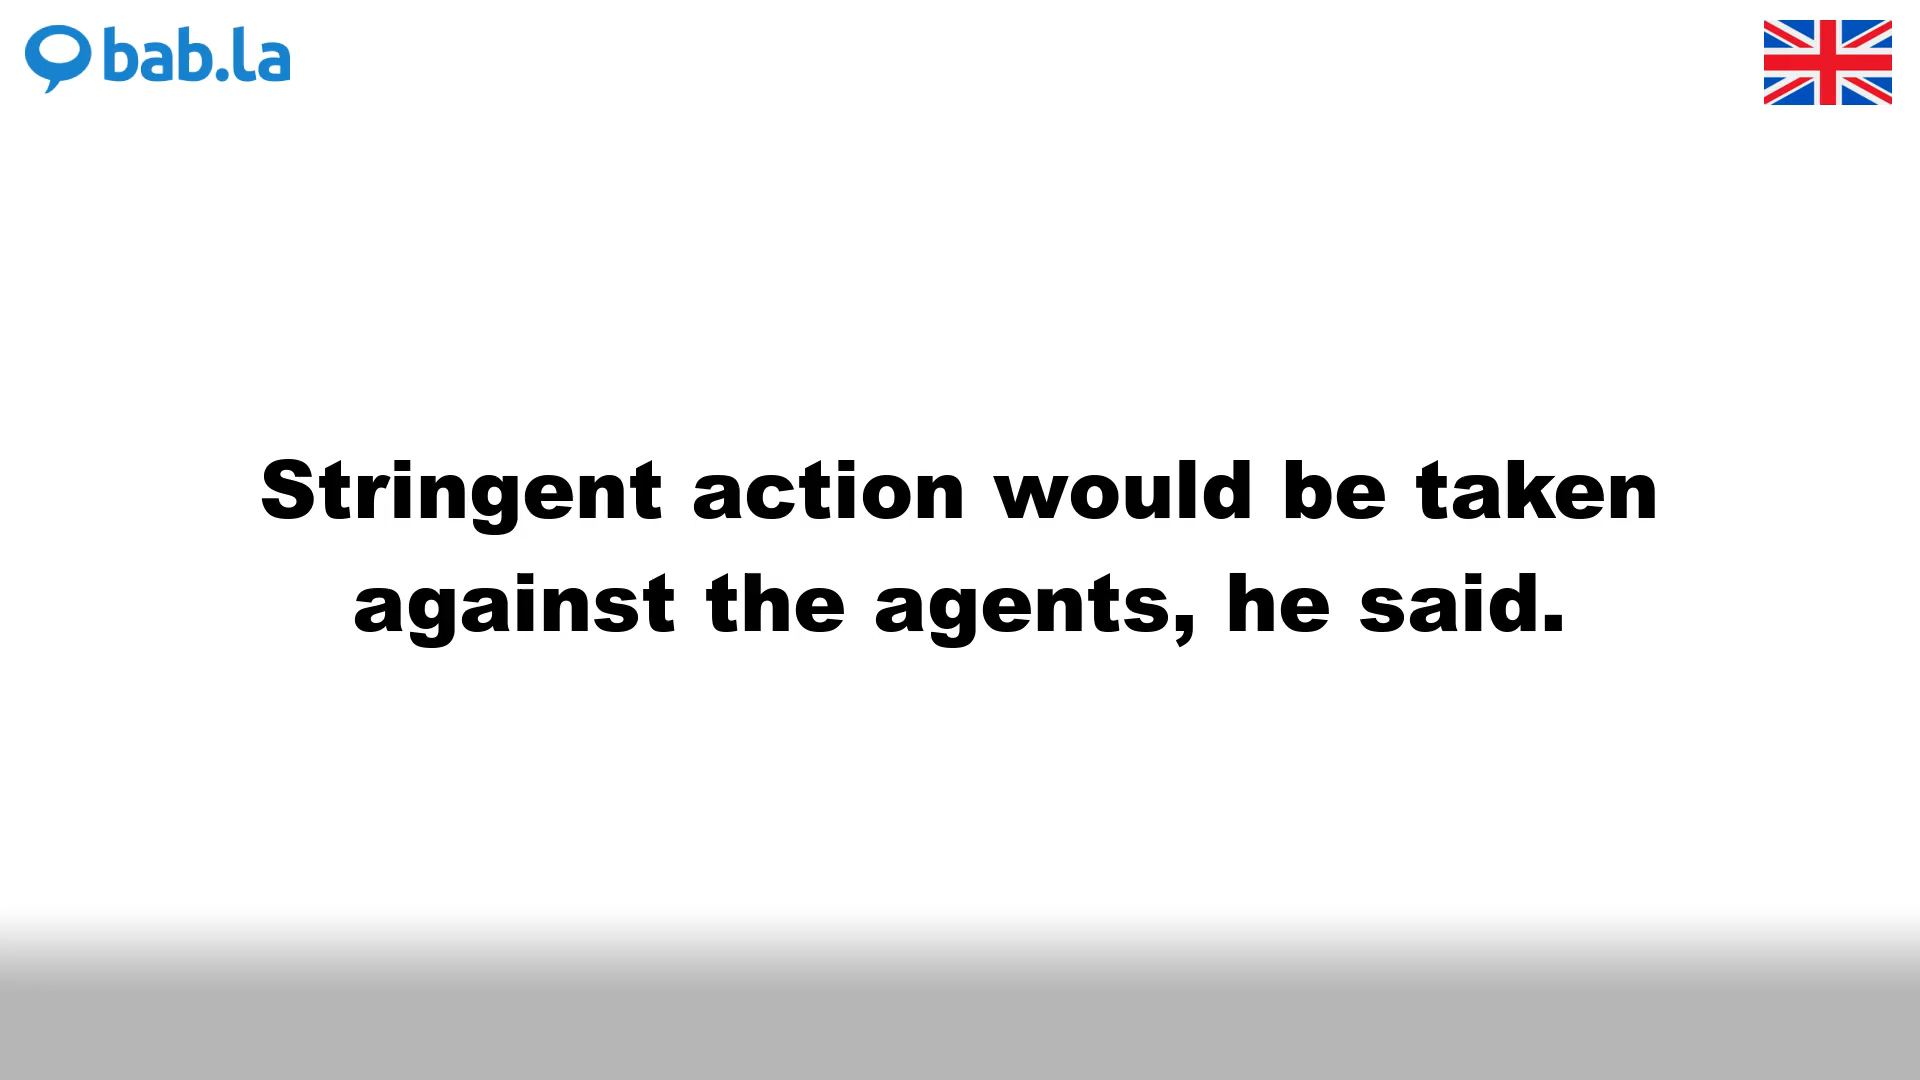 bab.la
Stringent action would be taken
against the agents, he said.